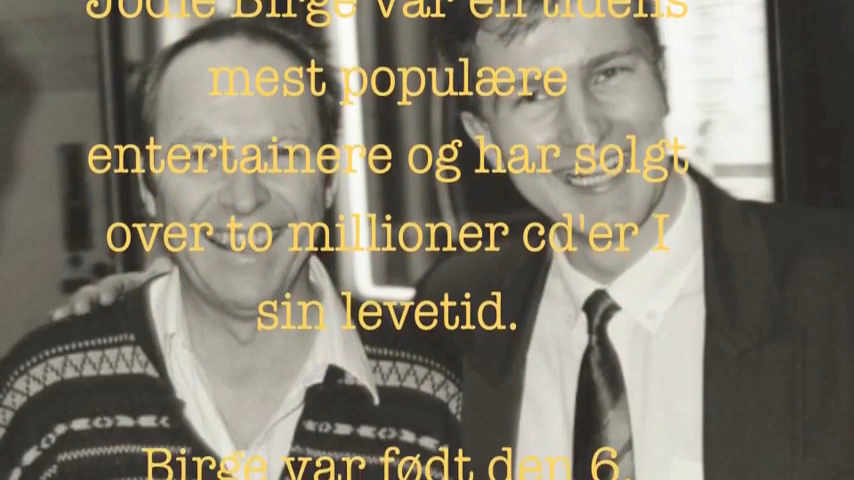 Jodle Birge var en tidens
mest populære
entertainere og har solgt
over to millioner cd'er I
sin levetid.
Birge var født den 6.